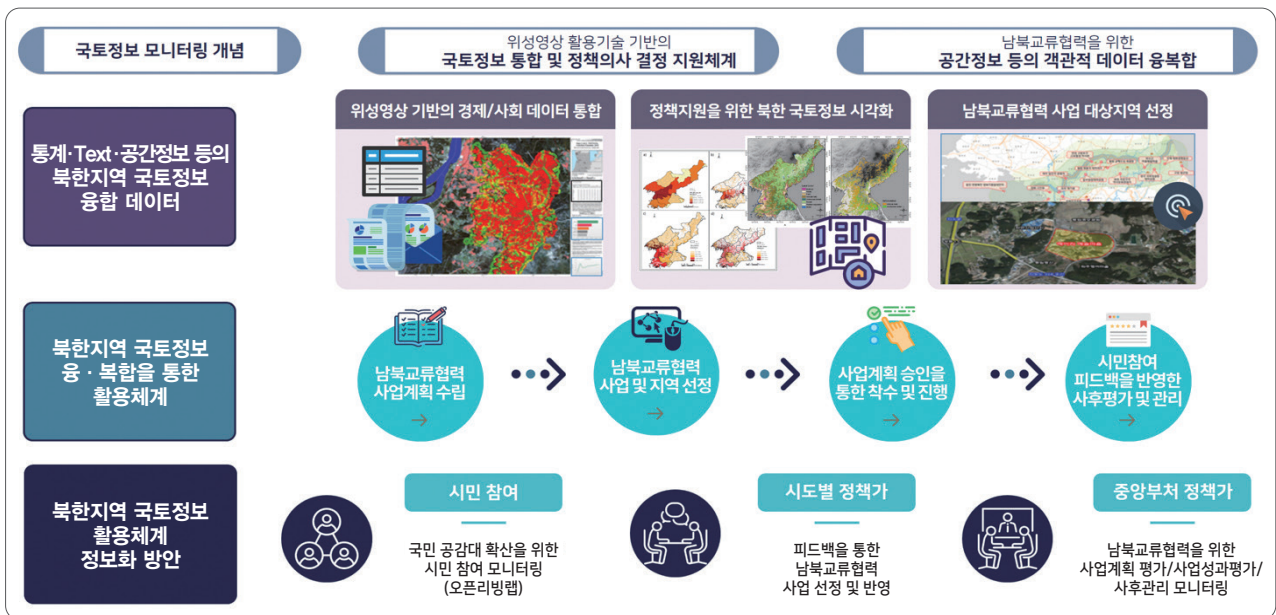 국토정보 모니터링 개념
위성영상 활용기술 기반의
국토정보 통합 및 정책의사 결정 지원체계
남북교류협력을 위한
공간정보 등의 객관적 데이터 융복합
통계·Text·공간정보 등의
북한지역 국토정보
융합 데이터
위성영상 기반의 경제/사회 데이터 통합
정책지원을 위한 북한 국토정보 시각화
남북교류협력 사업 대상지역 선정
북한지역 국토정보
융·복합을 통한
활용체계
남북교류협력
사업계획 수립
남북교류협력
사업 및 지역 선정
사업계획 승인을
통한 착수 및 진행
시민참여
피드백을 반영한
사후평가 및 관리
북한지역 국토정보
활용체계
정보화 방안
시민 참여
국민 공감대 확산을 위한
시민 참여 모니터링
(오픈리빙랩)
시도별 정책가
피드백을 통한
남북교류협력
사업 선정 및 반영
중앙부처 정책가
남북교류협력을 위한
사업계획 평가/사업성과평가/
사후관리 모니터링